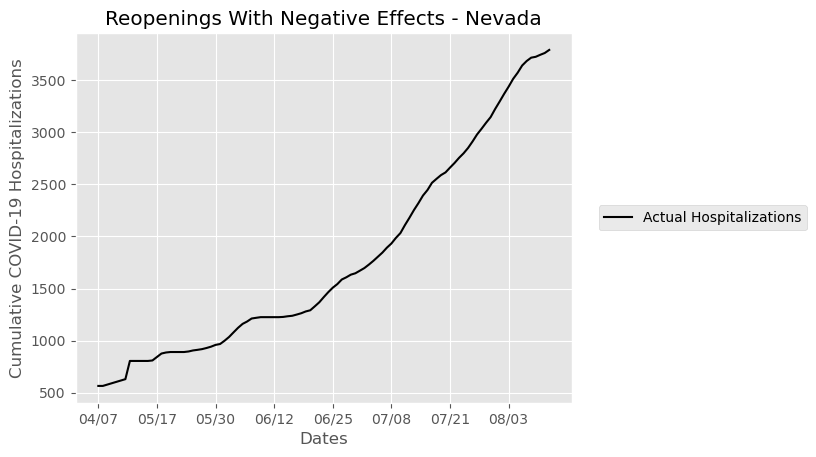 Reopenings With Negative Effects - Nevada
Cumulative COVID-19 Hospitalizations
3500
3000
2500
2000
1500
1000
500
04/07 05/17 05/30 06/12 06/25 07/08 07/21 08/03
Dates
Actual Hospitalizations